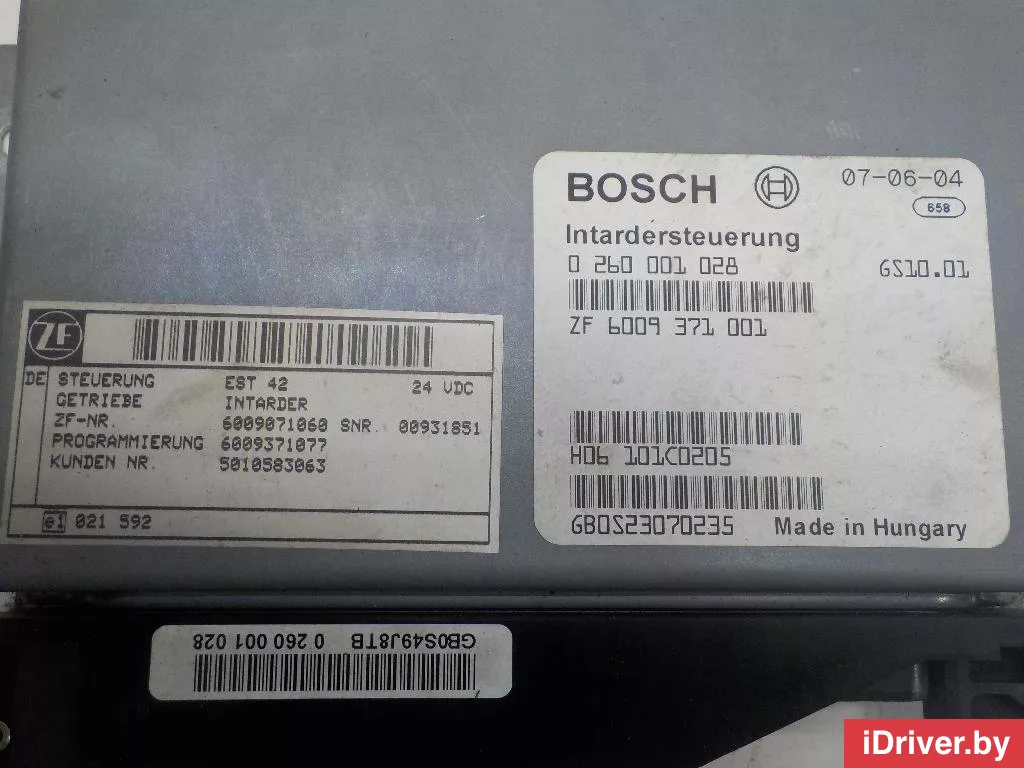 BOSCH 07-06-04
658
Intardersteuerung
0 260 001 028 GS10.01
ZF 6009 371 001
H06 101C0205
GB0S23070235 Made in Hungary
ZF
DE STEUERUNG EST 42 24 VDC
GETRIEBE INTARDER
ZF-NR. 6009071060 SNR. 00931851
PROGRAMMIERUNG 6009371077
KUNDEN NR. 5010583063
e1 021 592
GB0S49J8TB 0 260 001 028
iDriver.by